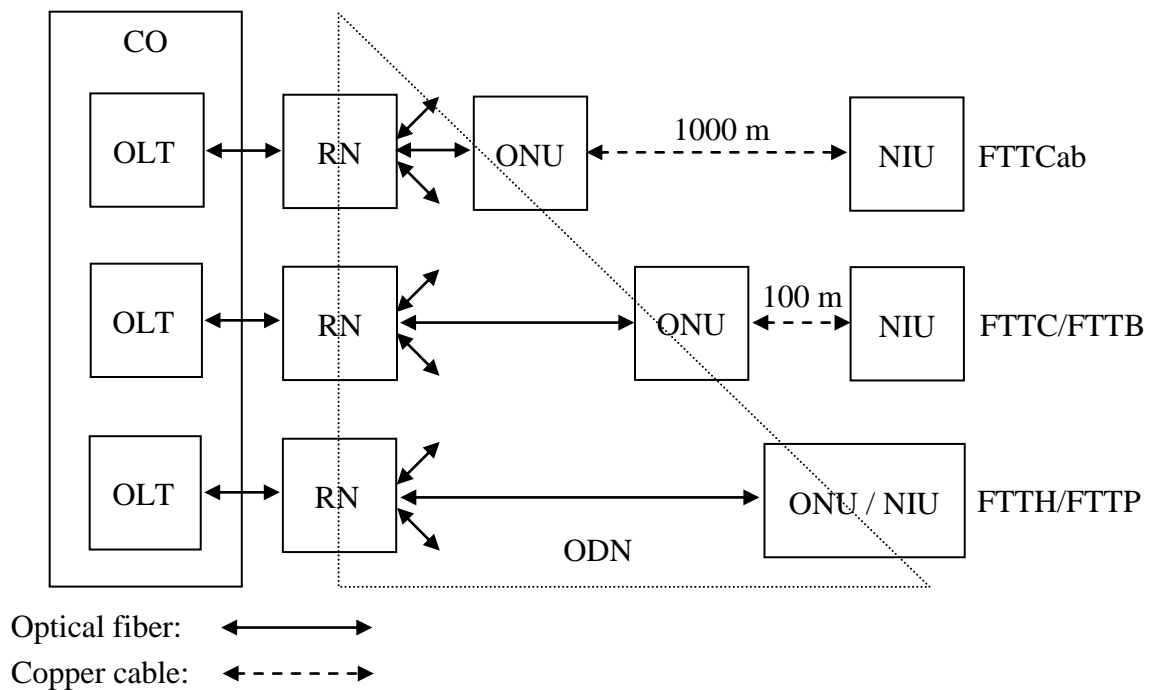 CO
OLT
RN
ONU
1000 m
NIU
FTTCab
OLT
RN
ONU
100 m
NIU
FTTC/FTTB
OLT
RN
ONU / NIU
FTTH/FTTP
ODN
Optical fiber:
Copper cable: